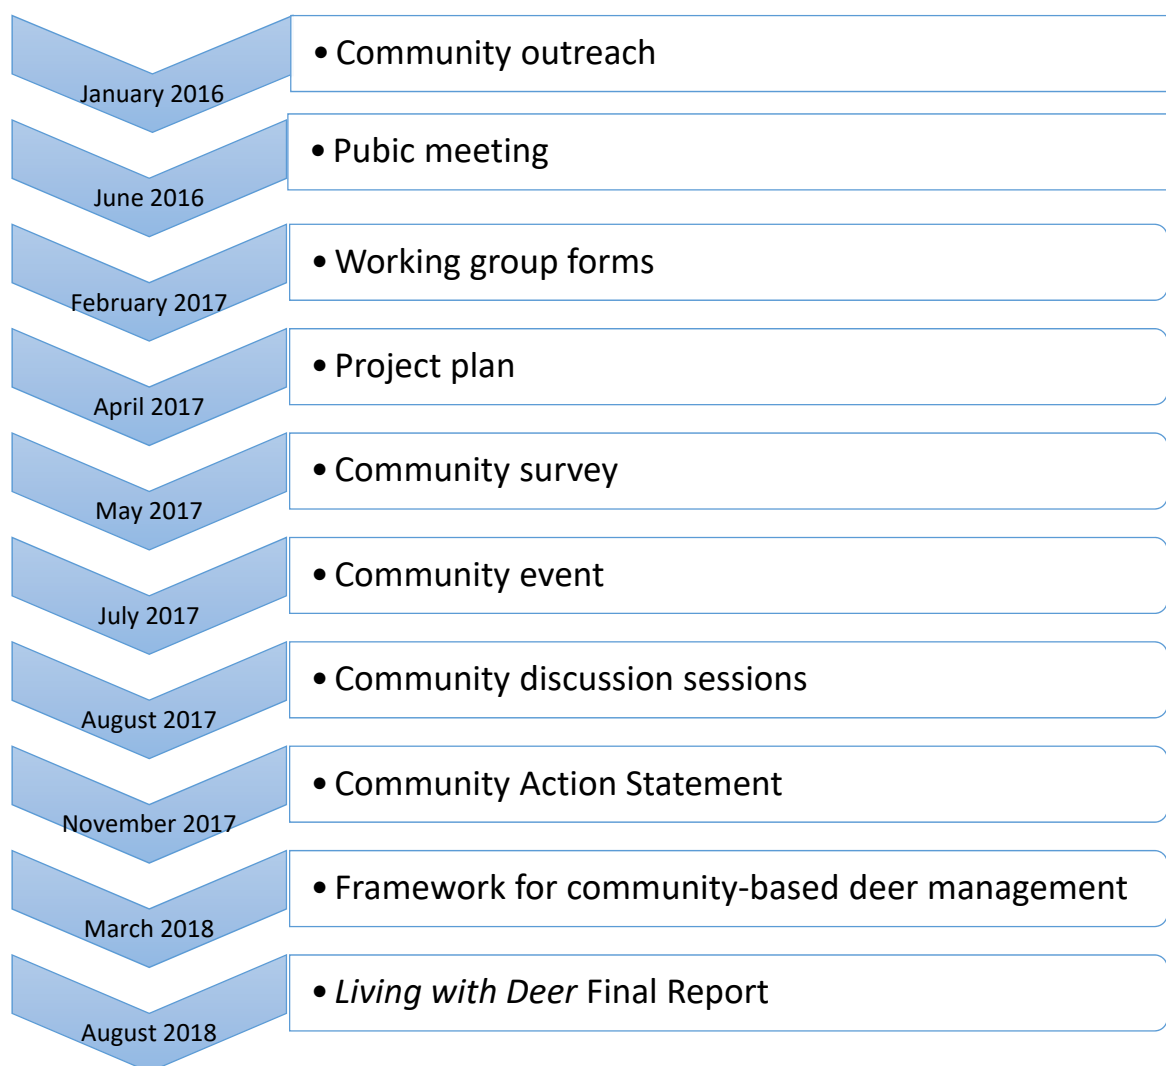 January 2016
• Community outreach
June 2016
• Pubic meeting
February 2017
• Working group forms
April 2017
• Project plan
May 2017
• Community survey
July 2017
• Community event
August 2017
• Community discussion sessions
November 2017
• Community Action Statement
March 2018
• Framework for community-based deer management
August 2018
• Living with Deer Final Report